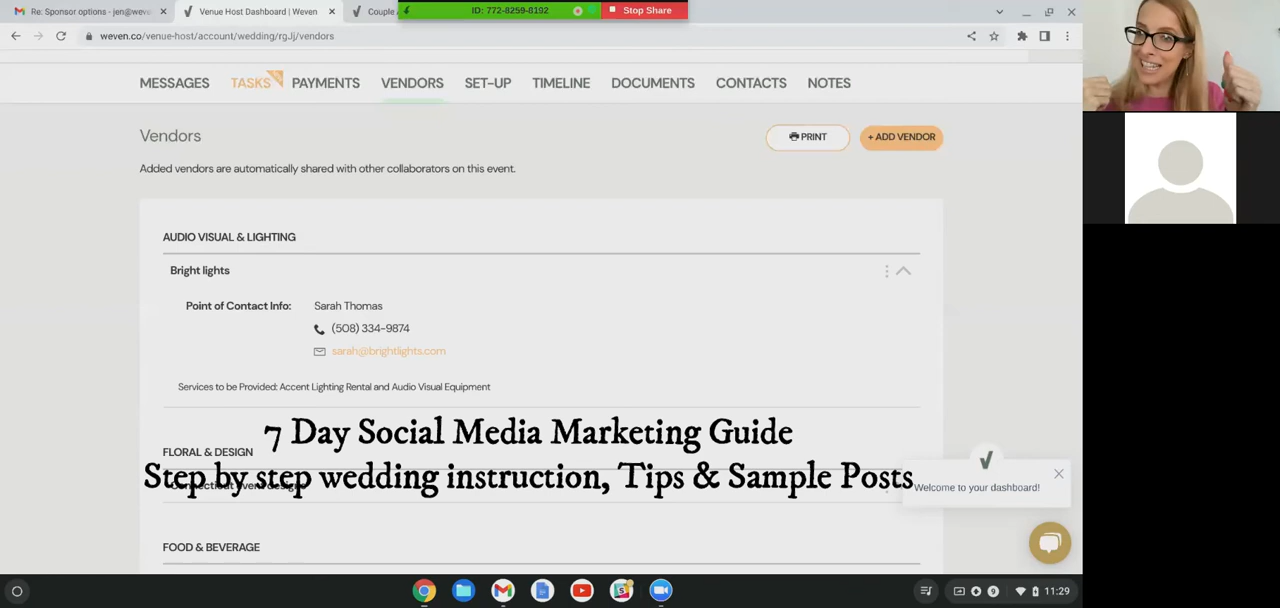 Re: Sponsor options - jen@wev
Venue Host Dashboard | Weven
Couple
ID: 772-8259-8192
Stop Share
weven.co/venue-host/account/wedding/rgJj/vendors
MESSAGES
TASKS
PAYMENTS
VENDORS
SET-UP
TIMELINE
DOCUMENTS
CONTACTS
NOTES
Vendors
PRINT
+ ADD VENDOR
Added vendors are automatically shared with other collaborators on this event.
AUDIO VISUAL & LIGHTING
Bright lights
Point of Contact Info:
Sarah Thomas
(508) 334-9874
sarah@brightlights.com
Services to be Provided: Accent Lighting Rental and Audio Visual Equipment
7 Day Social Media Marketing Guide
FLORAL & DESIGN
Step by step wedding instruction, Tips & Sample Posts
Connecticut event designs
Welcome to your dashboard!
FOOD & BEVERAGE
11:29